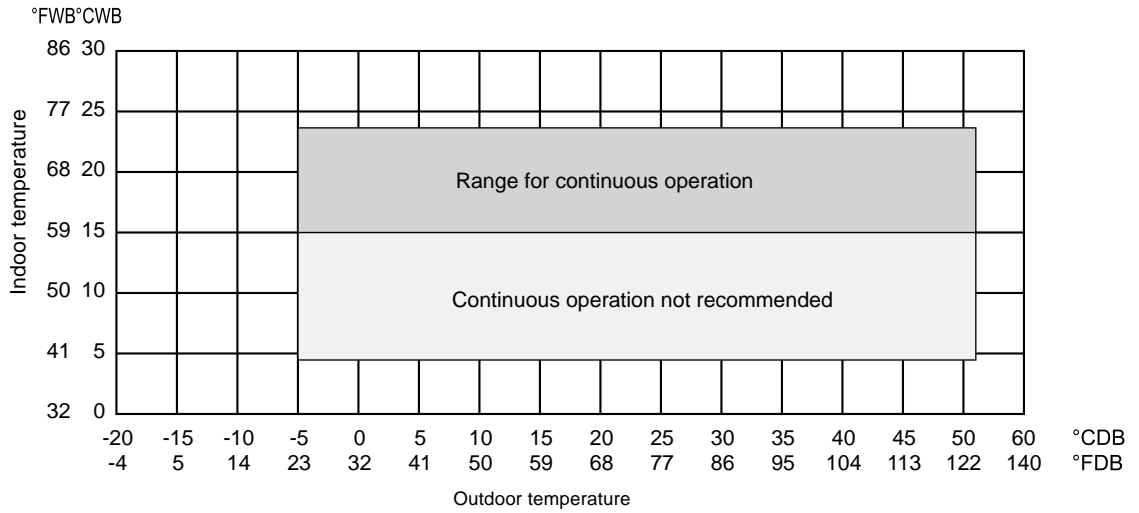 °FWB°CWB
86 30
77 25
68 20
59 15
50 10
41 5
32 0
Indoor temperature
Range for continuous operation
Continuous operation not recommended
-20 -15 -10 -5 0 5 10 15 20 25 30 35 40 45 50 60 °CDB
-4 5 14 23 32 41 50 59 68 77 86 95 104 113 122 140 °FDB
Outdoor temperature